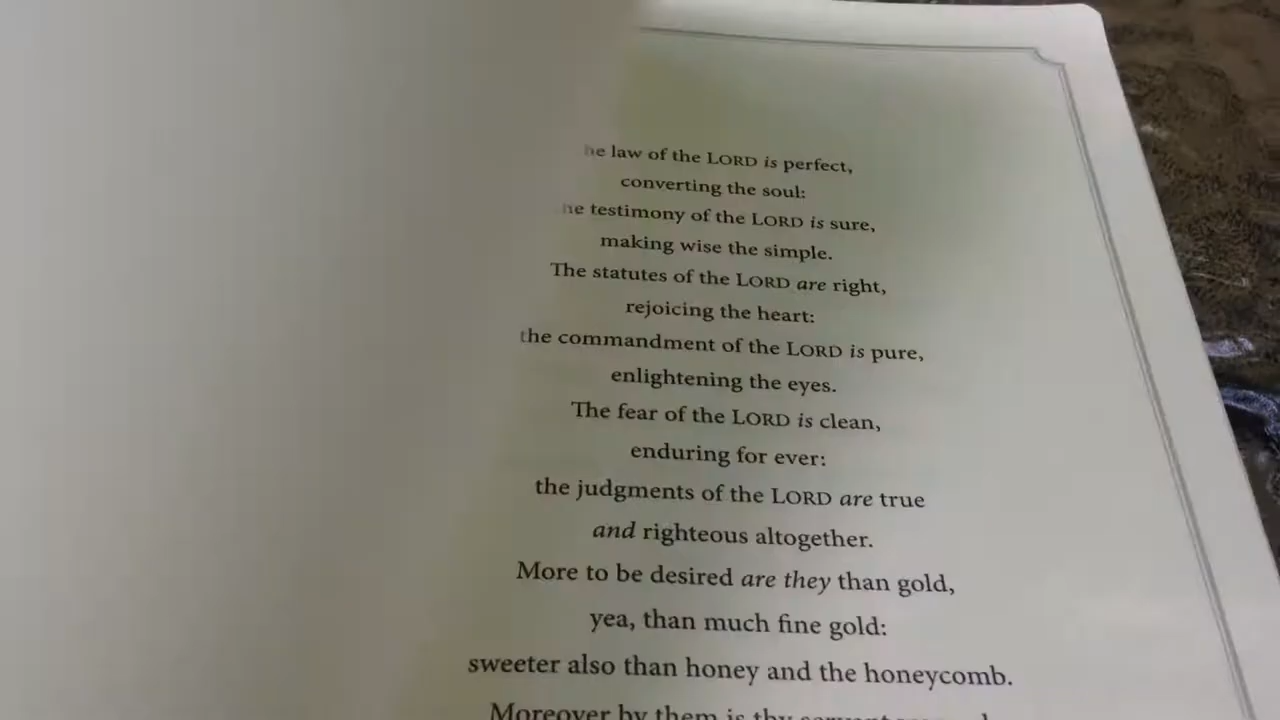 he law of the LORD is perfect,
converting the soul:
he testimony of the LORD is sure,
making wise the simple.
The statutes of the LORD are right,
rejoicing the heart:
the commandment of the LORD is pure,
enlightening the eyes.
The fear of the LORD is clean,
enduring for ever:
the judgments of the LORD are true
and righteous altogether.
More to be desired are they than gold,
yea, than much fine gold:
sweeter also than honey and the honeycomb.
Moreover by them is thy servant